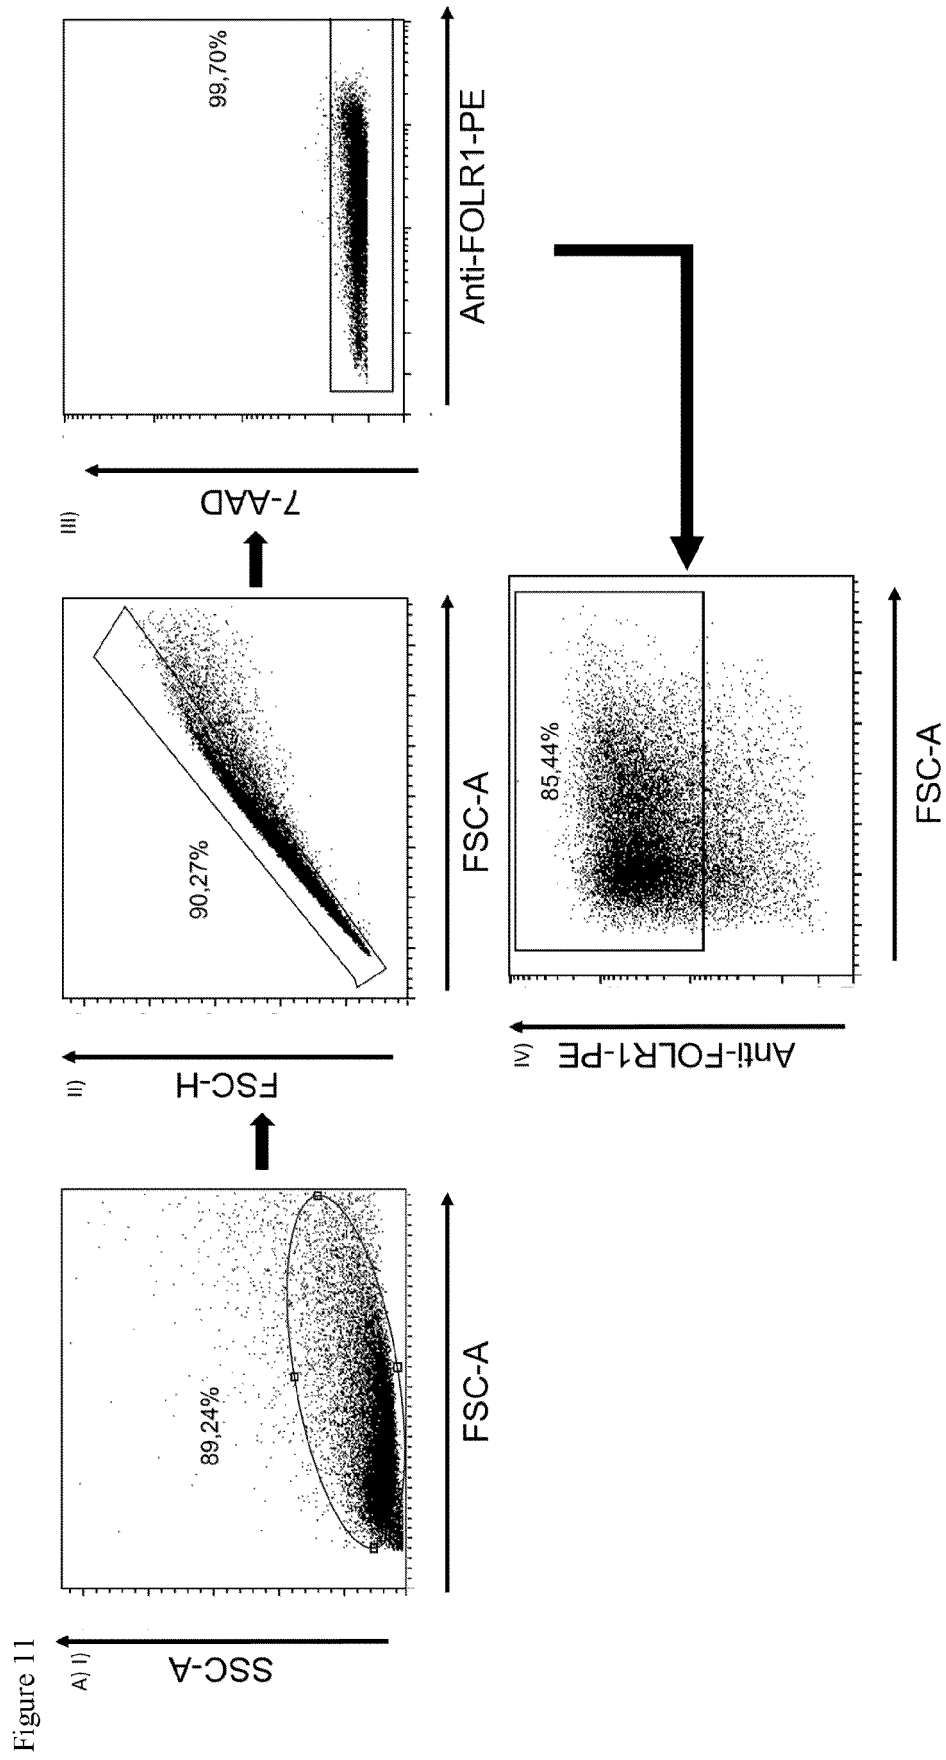 Figure 11
A) I)
SSC-A
89,24%
FSC-A
II)
FSC-H
90,27%
FSC-A
III)
7-AAD
99,70%
Anti-FOLR1-PE
IV)
Anti-FOLR1-PE
85,44%
FSC-A